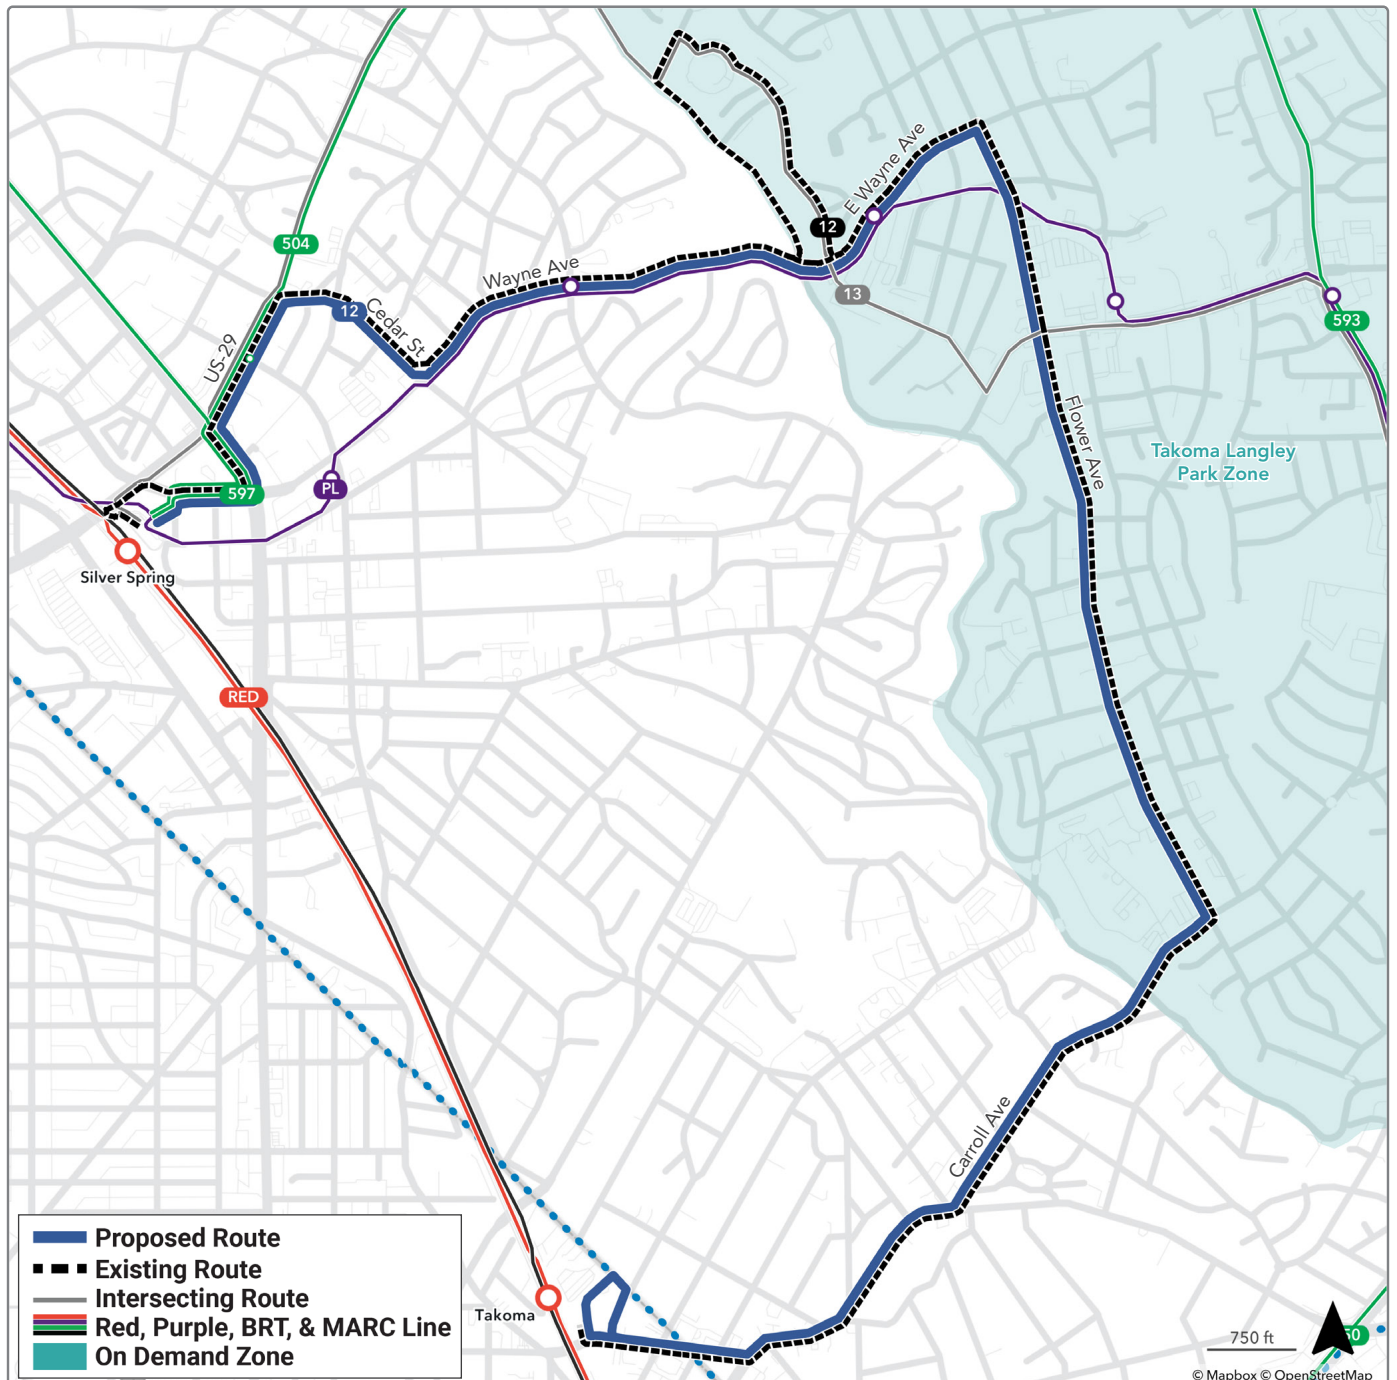 E Wayne Ave
12
504
Wayne Ave
13
12
Cedar St
593
US-29
Flower Ave
Takoma Langley
Park Zone
PL
597
Silver Spring
RED
Carroll Ave
Takoma
Proposed Route
Existing Route
Intersecting Route
Red, Purple, BRT, & MARC Line
On Demand Zone
750 ft
© Mapbox © OpenStreetMap